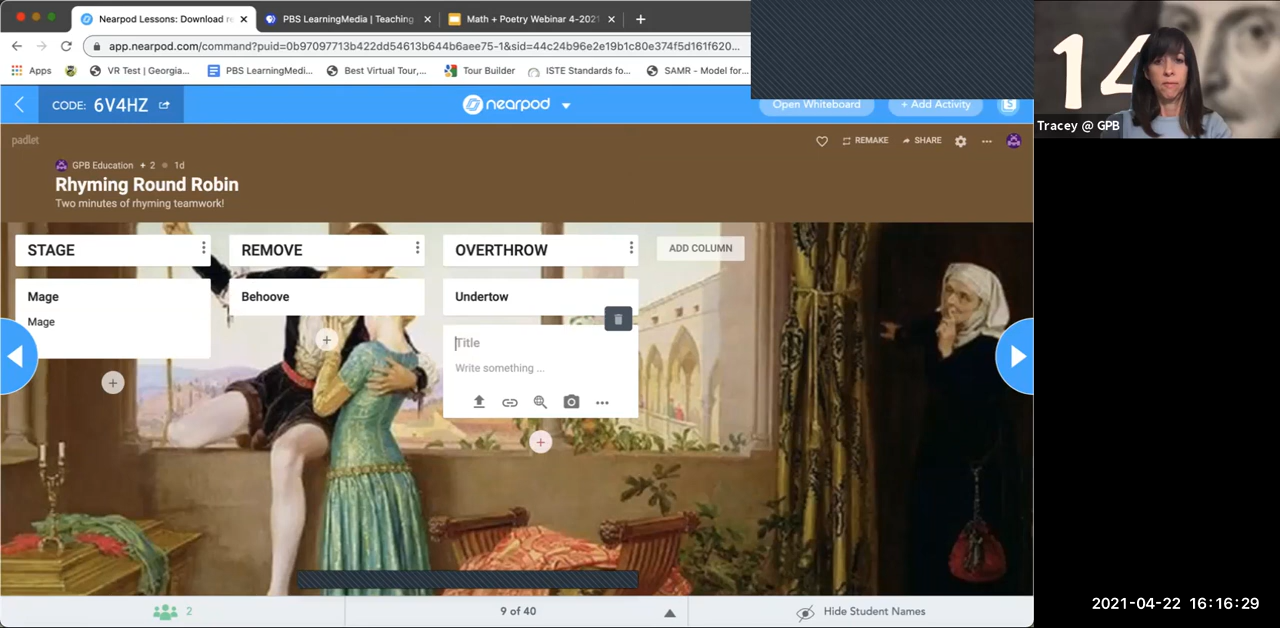 Nearpod Lessons: Download re
PBS LearningMedia | Teaching
Math + Poetry Webinar 4-2021
app.nearpod.com/command?puid=0b97097713b422dd54613b644b6aee75-1&sid=44c24b96e2e19b1c80e374f5d161f620...
Apps
VR Test | Georgia...
PBS LearningMedi...
Best Virtual Tour,...
Tour Builder
ISTE Standards fo...
SAMR - Model for...
CODE: 6V4HZ
nearpod
Open Whiteboard
+ Add Activity
S
14
Tracey @ GPB
padlet
REMAKE
SHARE
GPB Education + 2 1d
Rhyming Round Robin
Two minutes of rhyming teamwork!
STAGE
REMOVE
OVERTHROW
ADD COLUMN
Mage
Mage
Behoove
Undertow
Title
Write something ...
2
9 of 40
Hide Student Names
2021-04-22 16:16:29